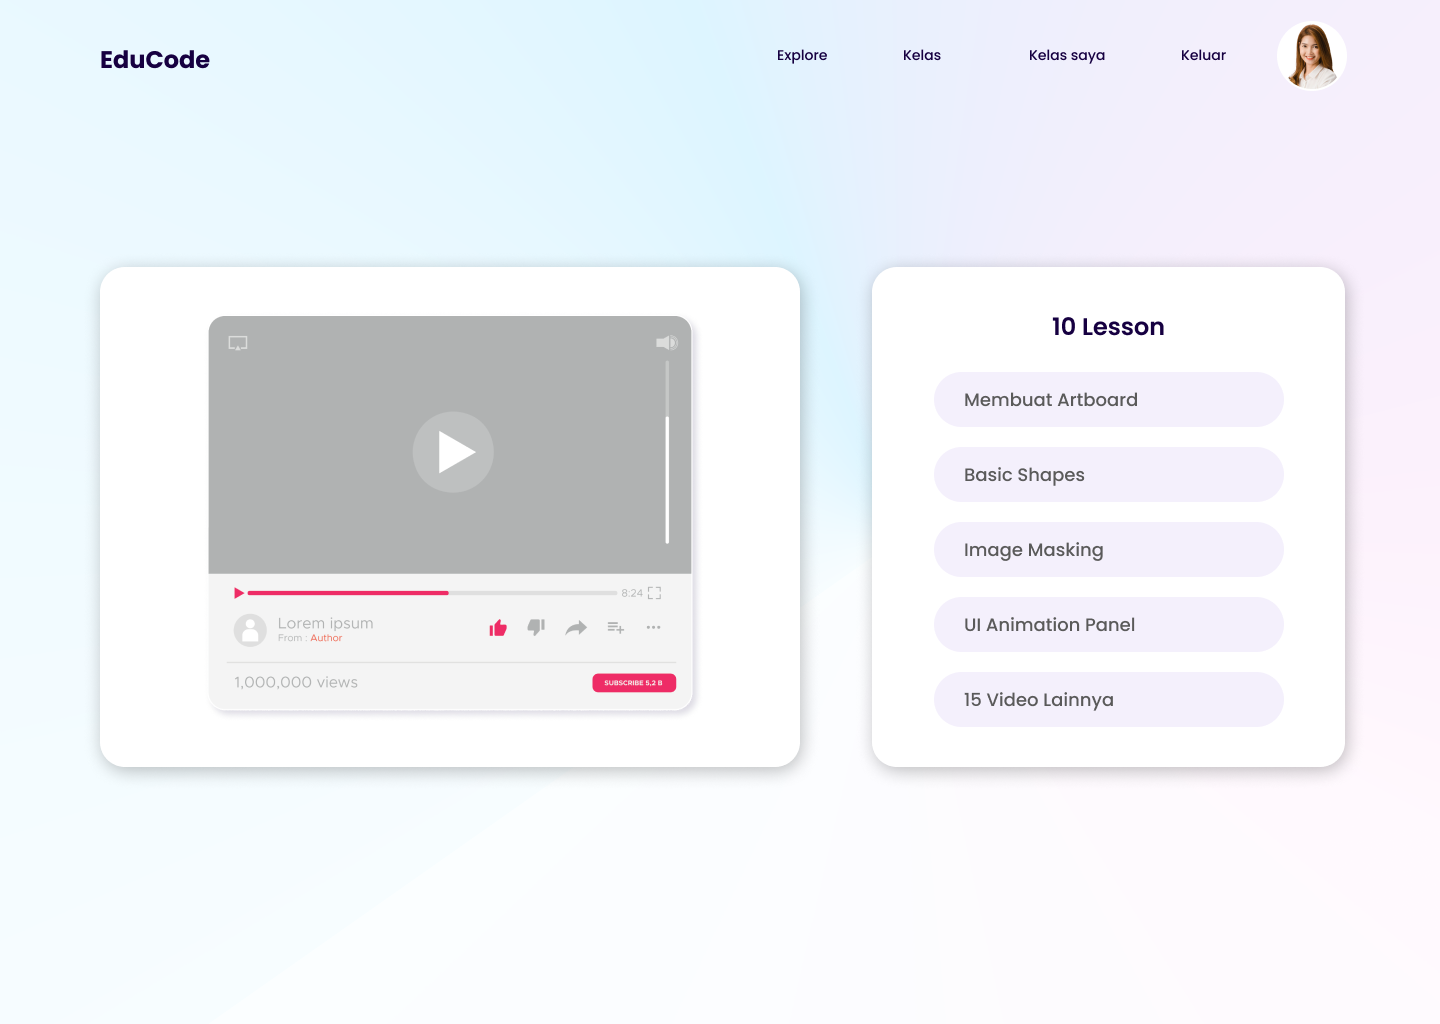 EduCode
Explore
Kelas
Kelas saya
Keluar
8:24
Lorem ipsum
From : Author
1,000,000 views
SUBSCRIBE 5,2 B
10 Lesson
Membuat Artboard
Basic Shapes
Image Masking
UI Animation Panel
15 Video Lainnya